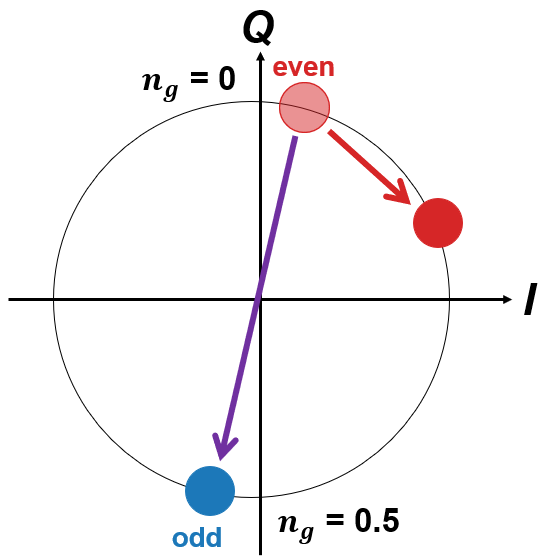 Q
even
n_g = 0
I
n_g = 0.5
odd